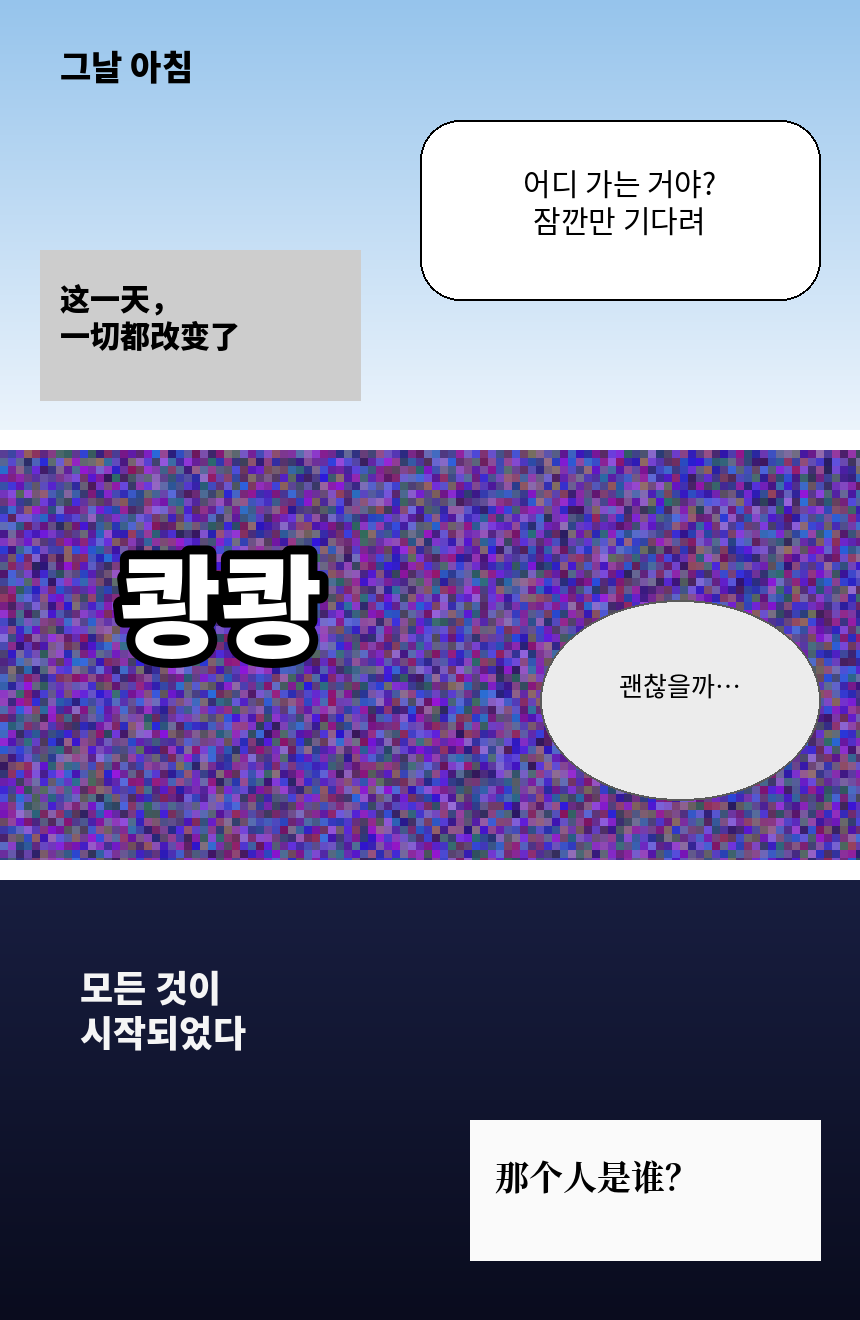 그날 아침
어디 가는 거야?
잠깐만 기다려
这一天，
一切都改变了
쾅쾅
괜찮을까…
모든 것이
시작되었다
那个人是谁？